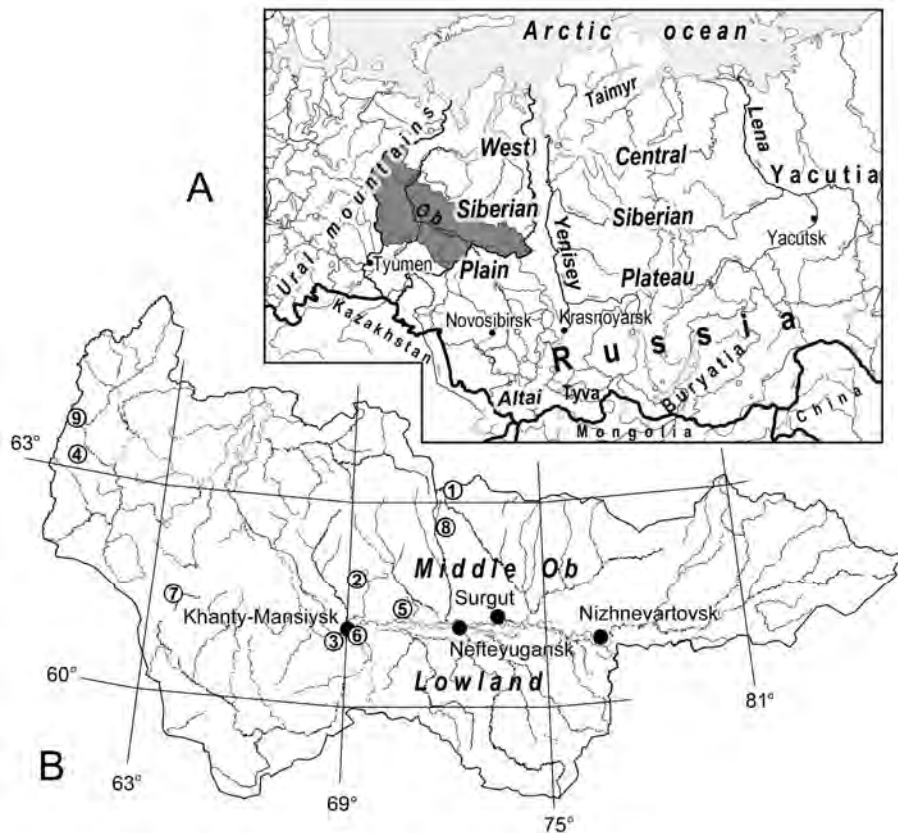 A
Arctic ocean
Taimyr
Lena
Ural mountains
West
Central
Yacutia
Ob
Siberian
Siberian
Yenisey
Yacutsk
Tyumen
Plain
Plateau
Kazakhstan
Novosibirsk
Krasnoyarsk
Russia
Altai
Tyva
Buryatia
China
Mongolia
9
63°
4
1
8
Middle Ob
2
7
5
Surgut
Khanty-Mansiysk
Nizhnevartovsk
3
6
Nefteyugansk
60°
Lowland
81°
B
63°
69°
75°